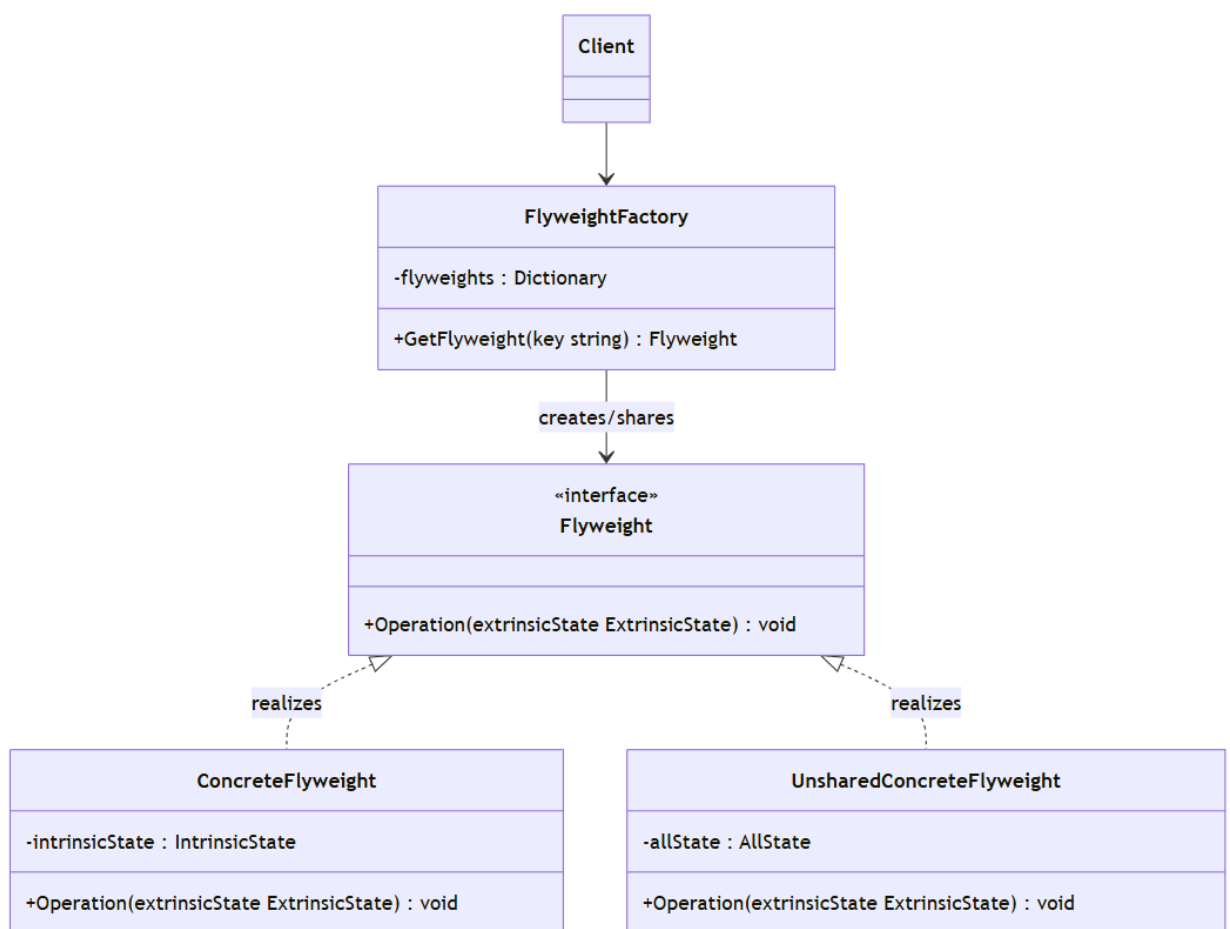 Client
FlyweightFactory
-flyweights : Dictionary
+GetFlyweight(key string) : Flyweight
creates/shares
«interface»
Flyweight
+Operation(extrinsicState ExtrinsicState) : void
realizes
realizes
ConcreteFlyweight
-intrinsicState : IntrinsicState
+Operation(extrinsicState ExtrinsicState) : void
UnsharedConcreteFlyweight
-allState : AllState
+Operation(extrinsicState ExtrinsicState) : void